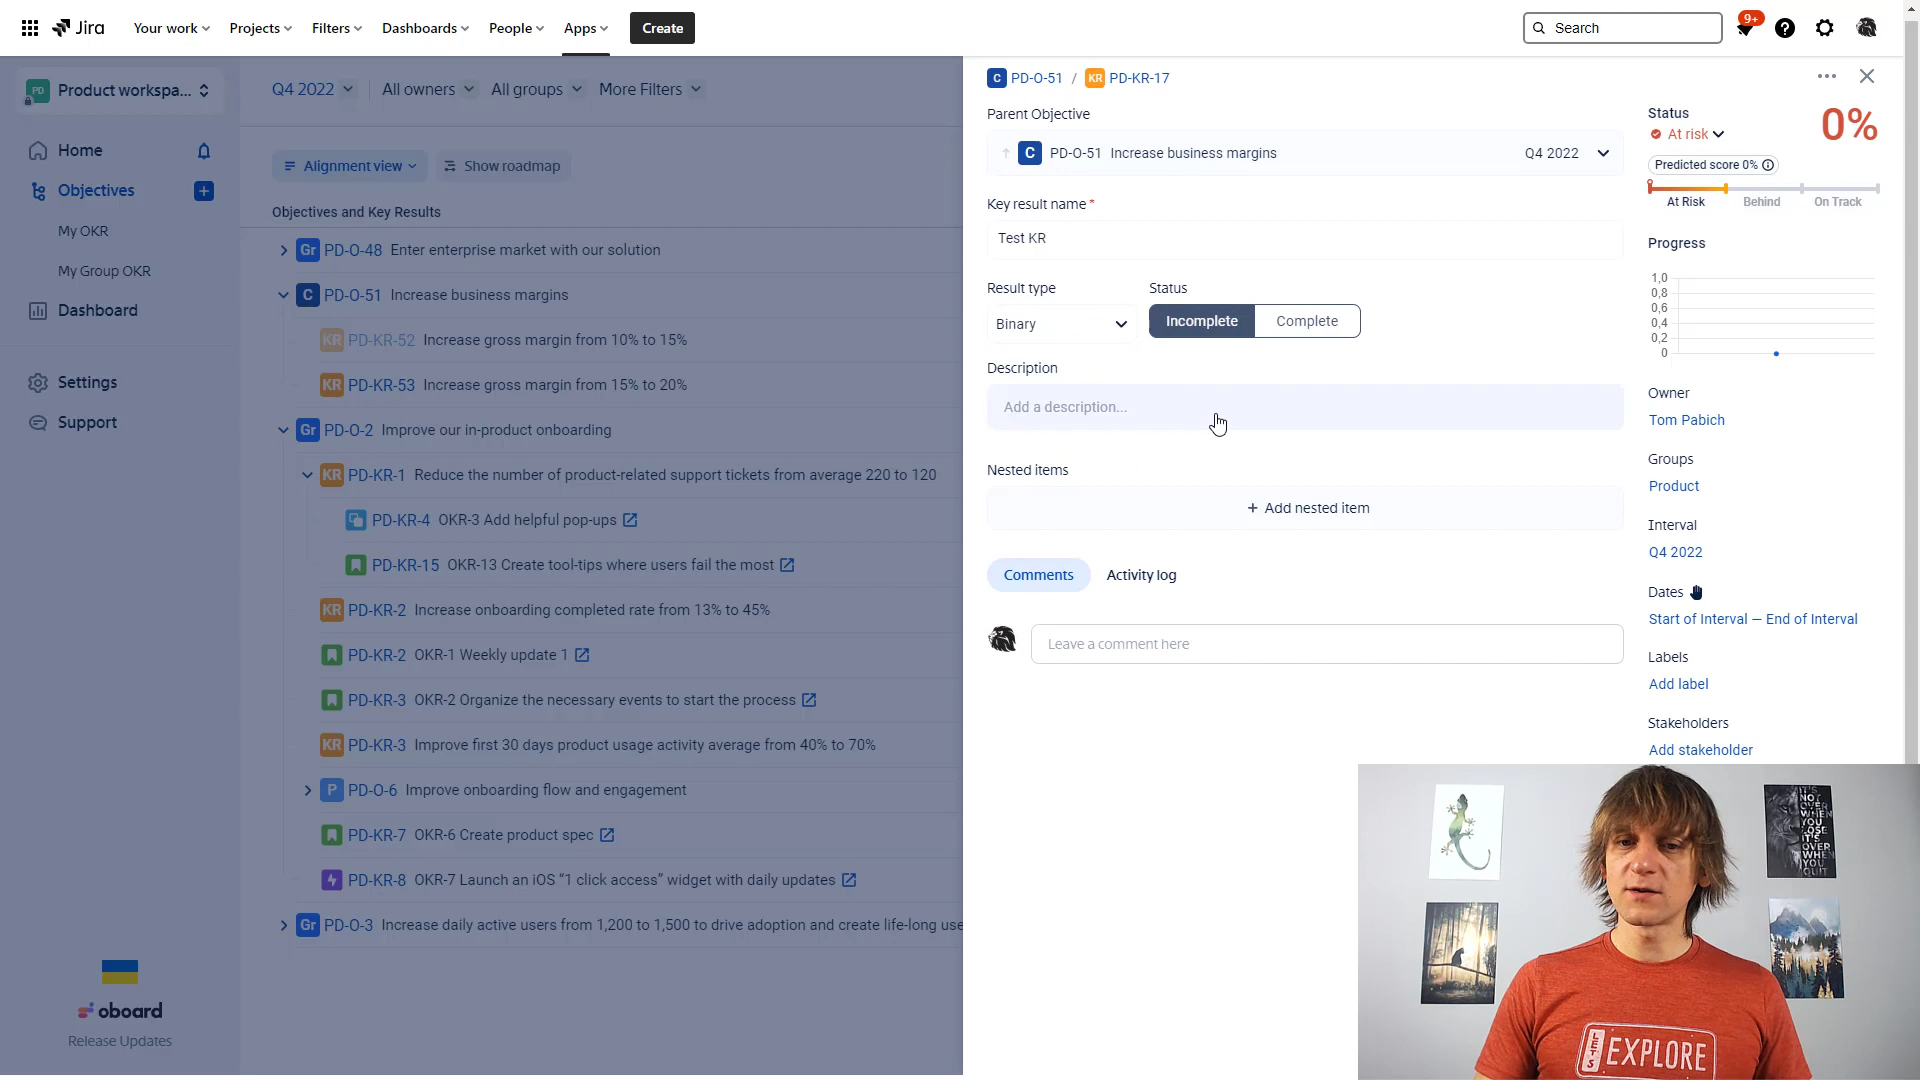 Jira
Your work
Projects
Filters
Dashboards
People
Apps
Create
Search
9+
PD
Product workspa...
Home
Objectives
My OKR
My Group OKR
Dashboard
Settings
Support
oboard
Release Updates
Q4 2022
All owners
All groups
More Filters
Alignment view
Show roadmap
Objectives and Key Results
Gr PD-O-48 Enter enterprise market with our solution
C PD-O-51 Increase business margins
KR PD-KR-52 Increase gross margin from 10% to 15%
KR PD-KR-53 Increase gross margin from 15% to 20%
Gr PD-O-2 Improve our in-product onboarding
KR PD-KR-1 Reduce the number of product-related support tickets from average 220 to 120
PD-KR-4 OKR-3 Add helpful pop-ups
PD-KR-15 OKR-13 Create tool-tips where users fail the most
KR PD-KR-2 Increase onboarding completed rate from 13% to 45%
PD-KR-2 OKR-1 Weekly update 1
PD-KR-3 OKR-2 Organize the necessary events to start the process
KR PD-KR-3 Improve first 30 days product usage activity average from 40% to 70%
P PD-O-6 Improve onboarding flow and engagement
PD-KR-7 OKR-6 Create product spec
PD-KR-8 OKR-7 Launch an iOS “1 click access” widget with daily updates
Gr PD-O-3 Increase daily active users from 1,200 to 1,500 to drive adoption and create life-long use
C PD-O-51 / KR PD-KR-17
Parent Objective
C PD-O-51 Increase business margins Q4 2022
Key result name *
Test KR
Result type
Binary
Status
Incomplete
Complete
Description
Add a description...
Nested items
+ Add nested item
Comments
Activity log
Leave a comment here
Status
At risk
0%
Predicted score 0%
At Risk
Behind
On Track
Progress
1,0
0,8
0,6
0,4
0,2
0
Owner
Tom Pabich
Groups
Product
Interval
Q4 2022
Dates
Start of Interval — End of Interval
Labels
Add label
Stakeholders
Add stakeholder
IT'S
NOT
OVER
WHEN
YOU
LOSE
IT'S
OVER
WHEN
YOU
QUIT
LET'S
EXPLORE